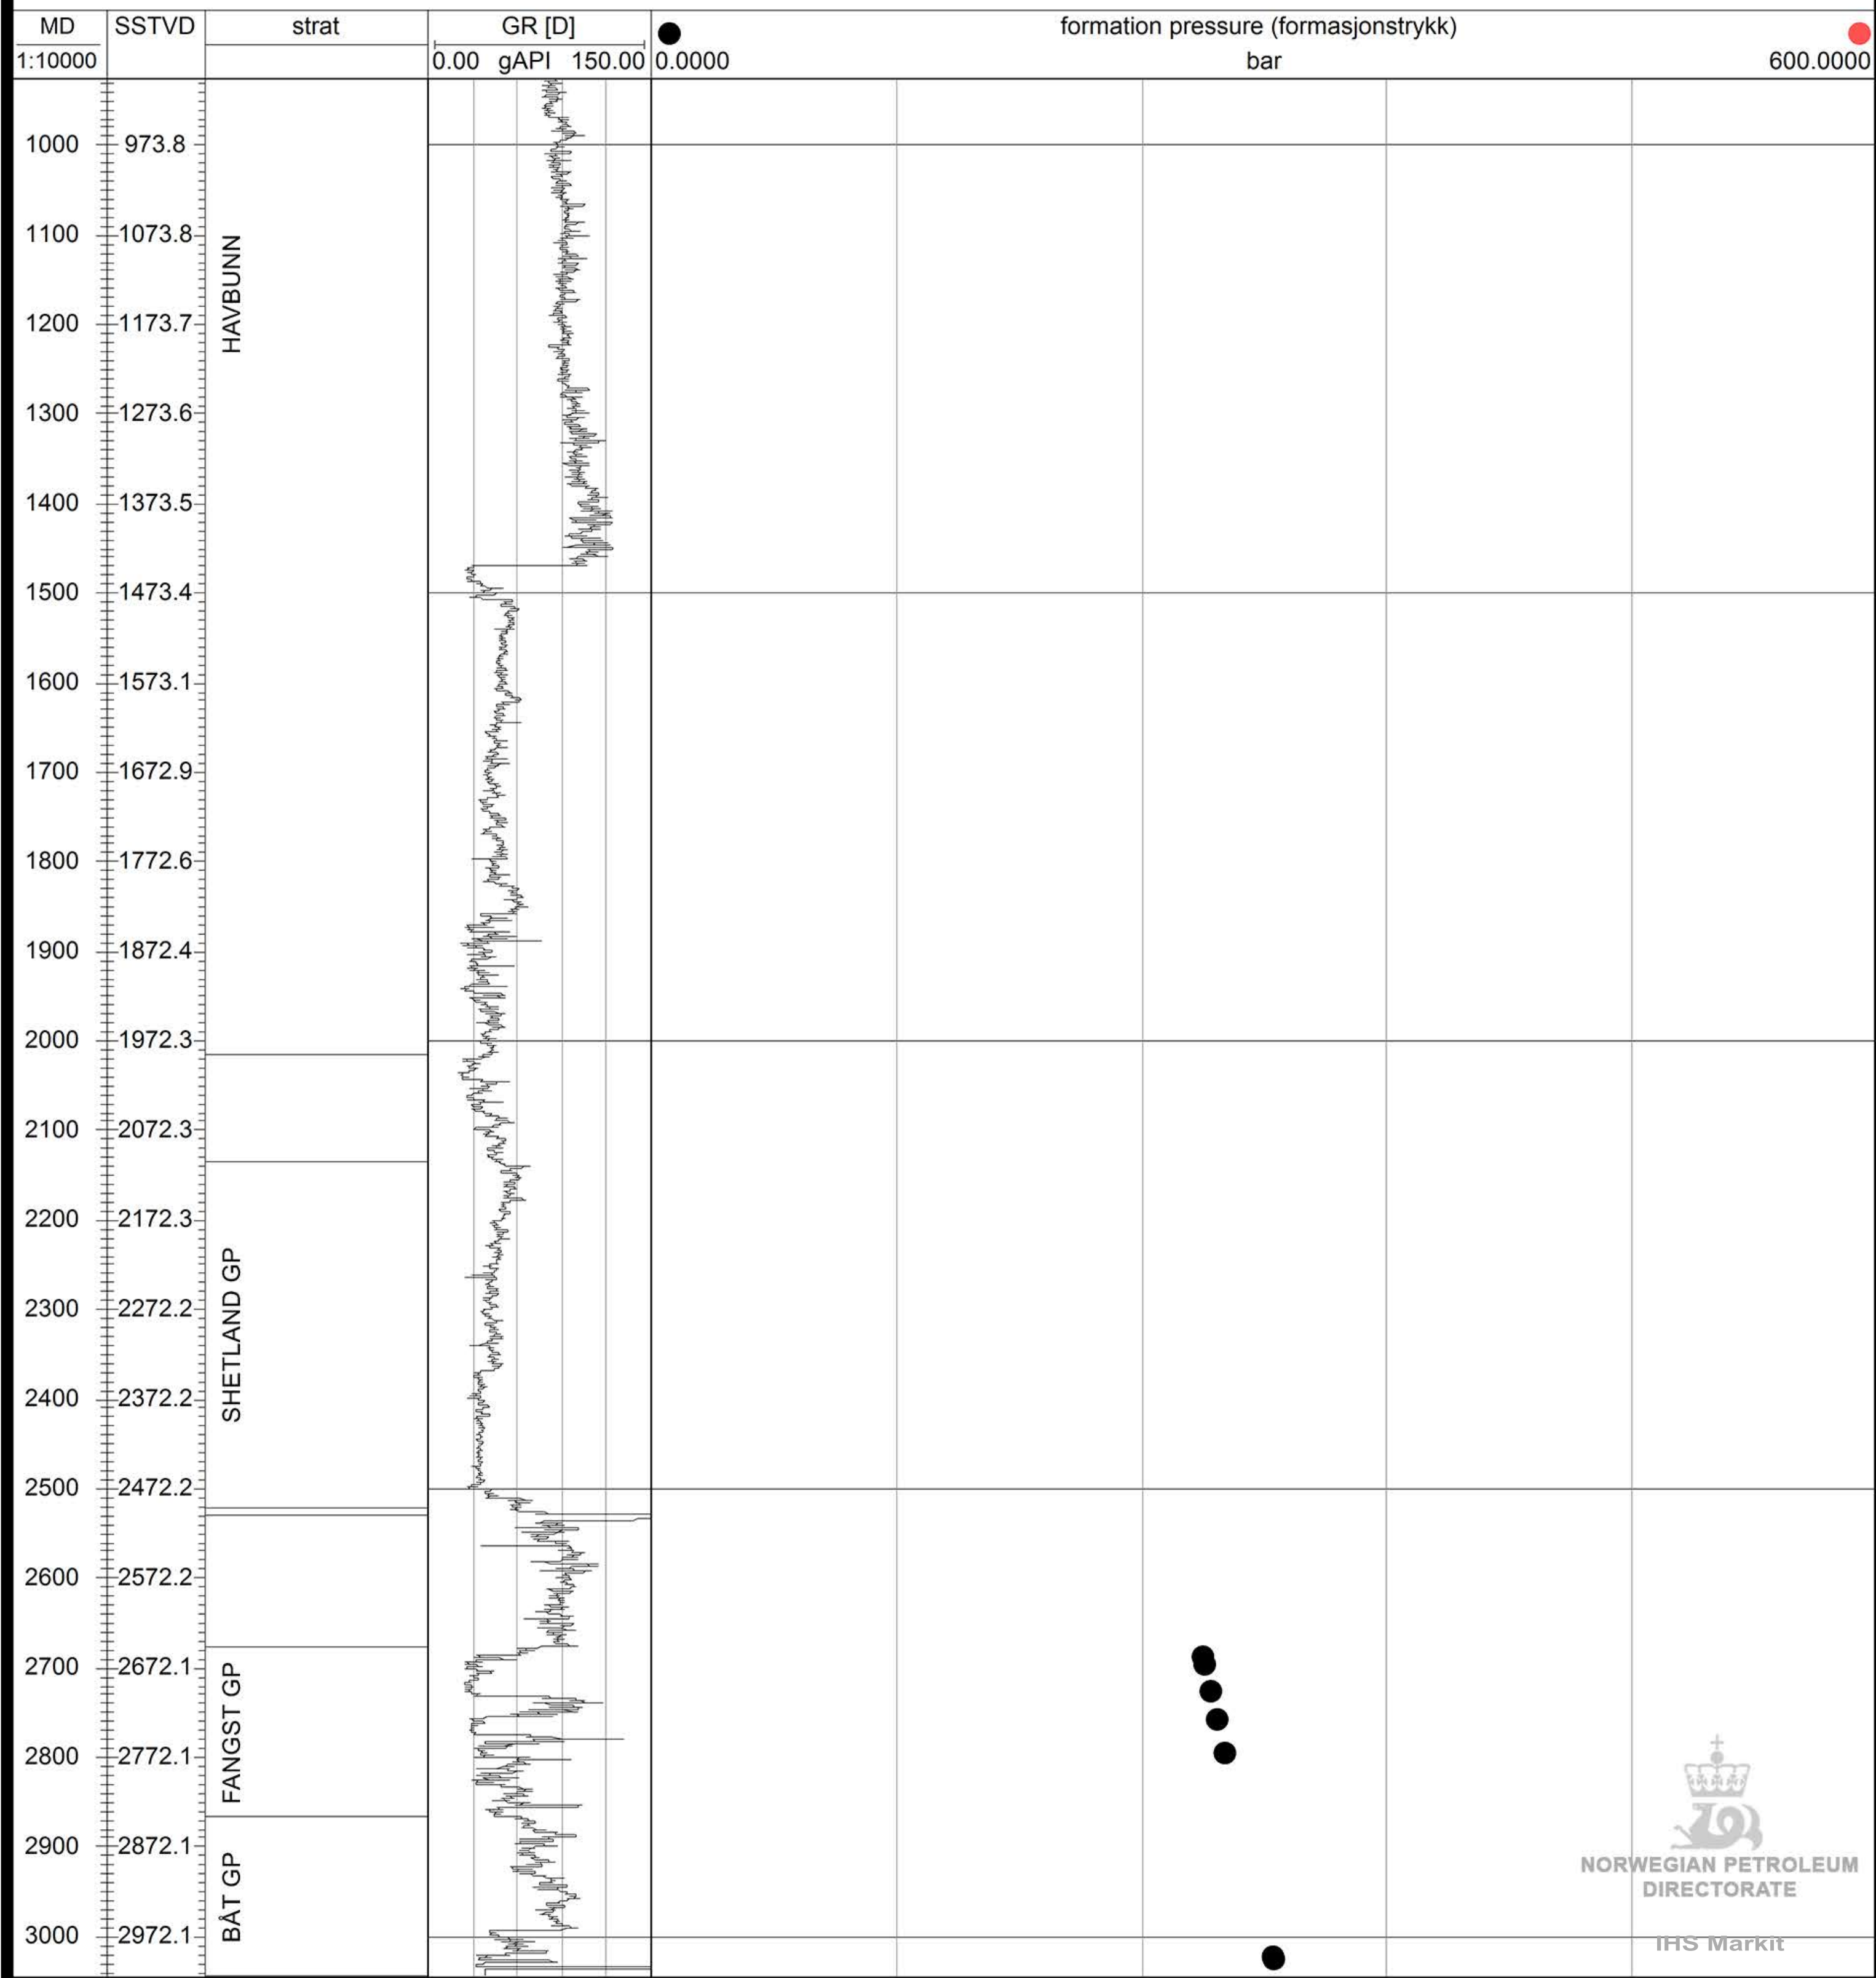 MD SSTVD strat GR [D] formation pressure (formasjonstrykk)
1:10000 0.00 gAPI 150.00 0.0000 bar 600.0000
1000 973.8
1100 1073.8
HAVBUNN
1200 1173.7
1300 1273.6
1400 1373.5
1500 1473.4
1600 1573.1
1700 1672.9
1800 1772.6
1900 1872.4
2000 1972.3
2100 2072.3
2200 2172.3
SHETLAND GP
2300 2272.2
2400 2372.2
2500 2472.2
2600 2572.2
2700 2672.1
FANGST GP
2800 2772.1
2900 2872.1
NORWEGIAN PETROLEUM
DIRECTORATE
BÅT GP
3000 2972.1
IHS Markit